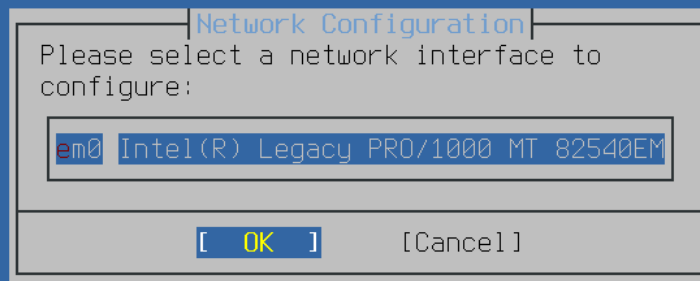 Network Configuration
Please select a network interface to
configure:
em0 Intel(R) Legacy PRO/1000 MT 82540EM
[ OK ] [Cancel]